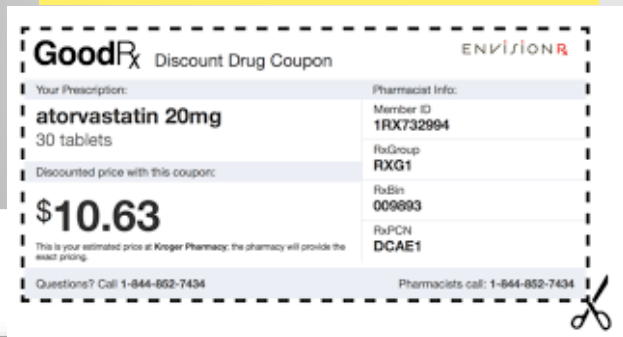 GoodRx Discount Drug Coupon
ENVISIONRx
Your Prescription:
atorvastatin 20mg
30 tablets
Discounted price with this coupon:
$10.63
This is your estimated price at Kroger Pharmacy; the pharmacy will provide the
exact pricing.
Pharmacist Info:
Member ID
1RX732994
RxGroup
RXG1
RxBin
009893
RxPCN
DCAE1
Questions? Call 1-844-852-7434
Pharmacists call: 1-844-852-7434